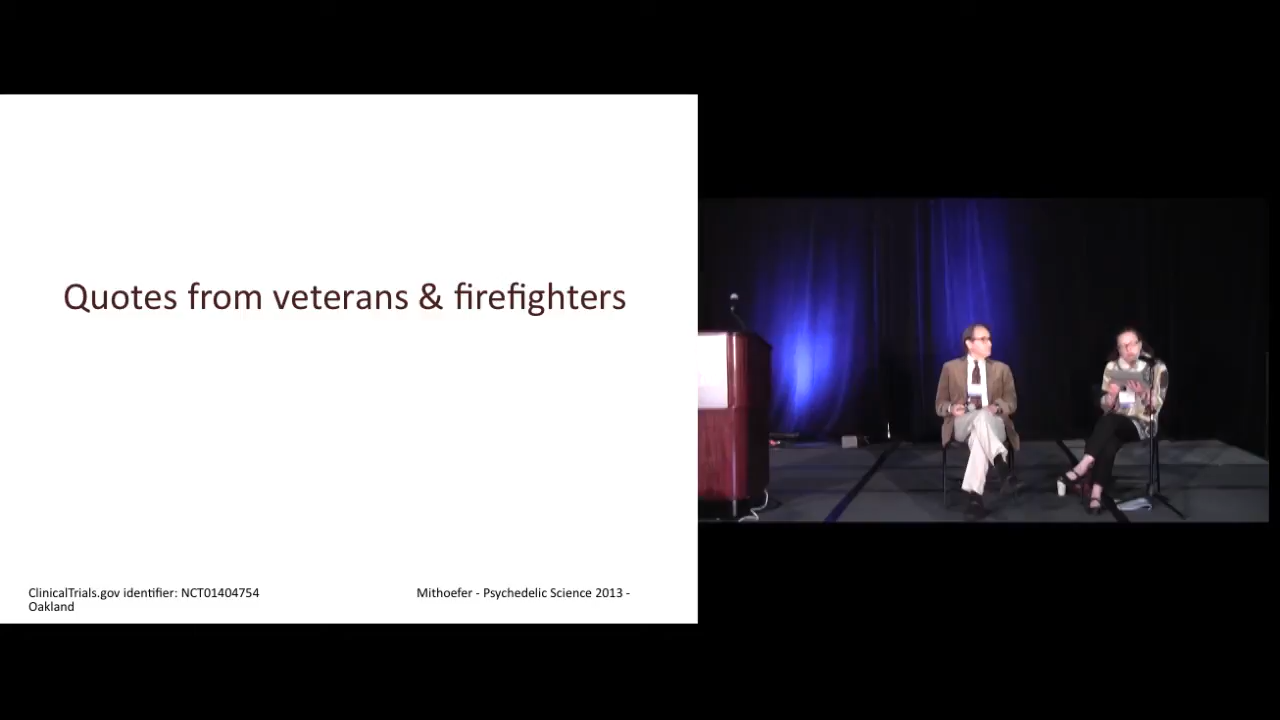 Quotes from veterans & firefighters
ClinicalTrials.gov identifier: NCT01404754 Mithoefer - Psychedelic Science 2013 -
Oakland